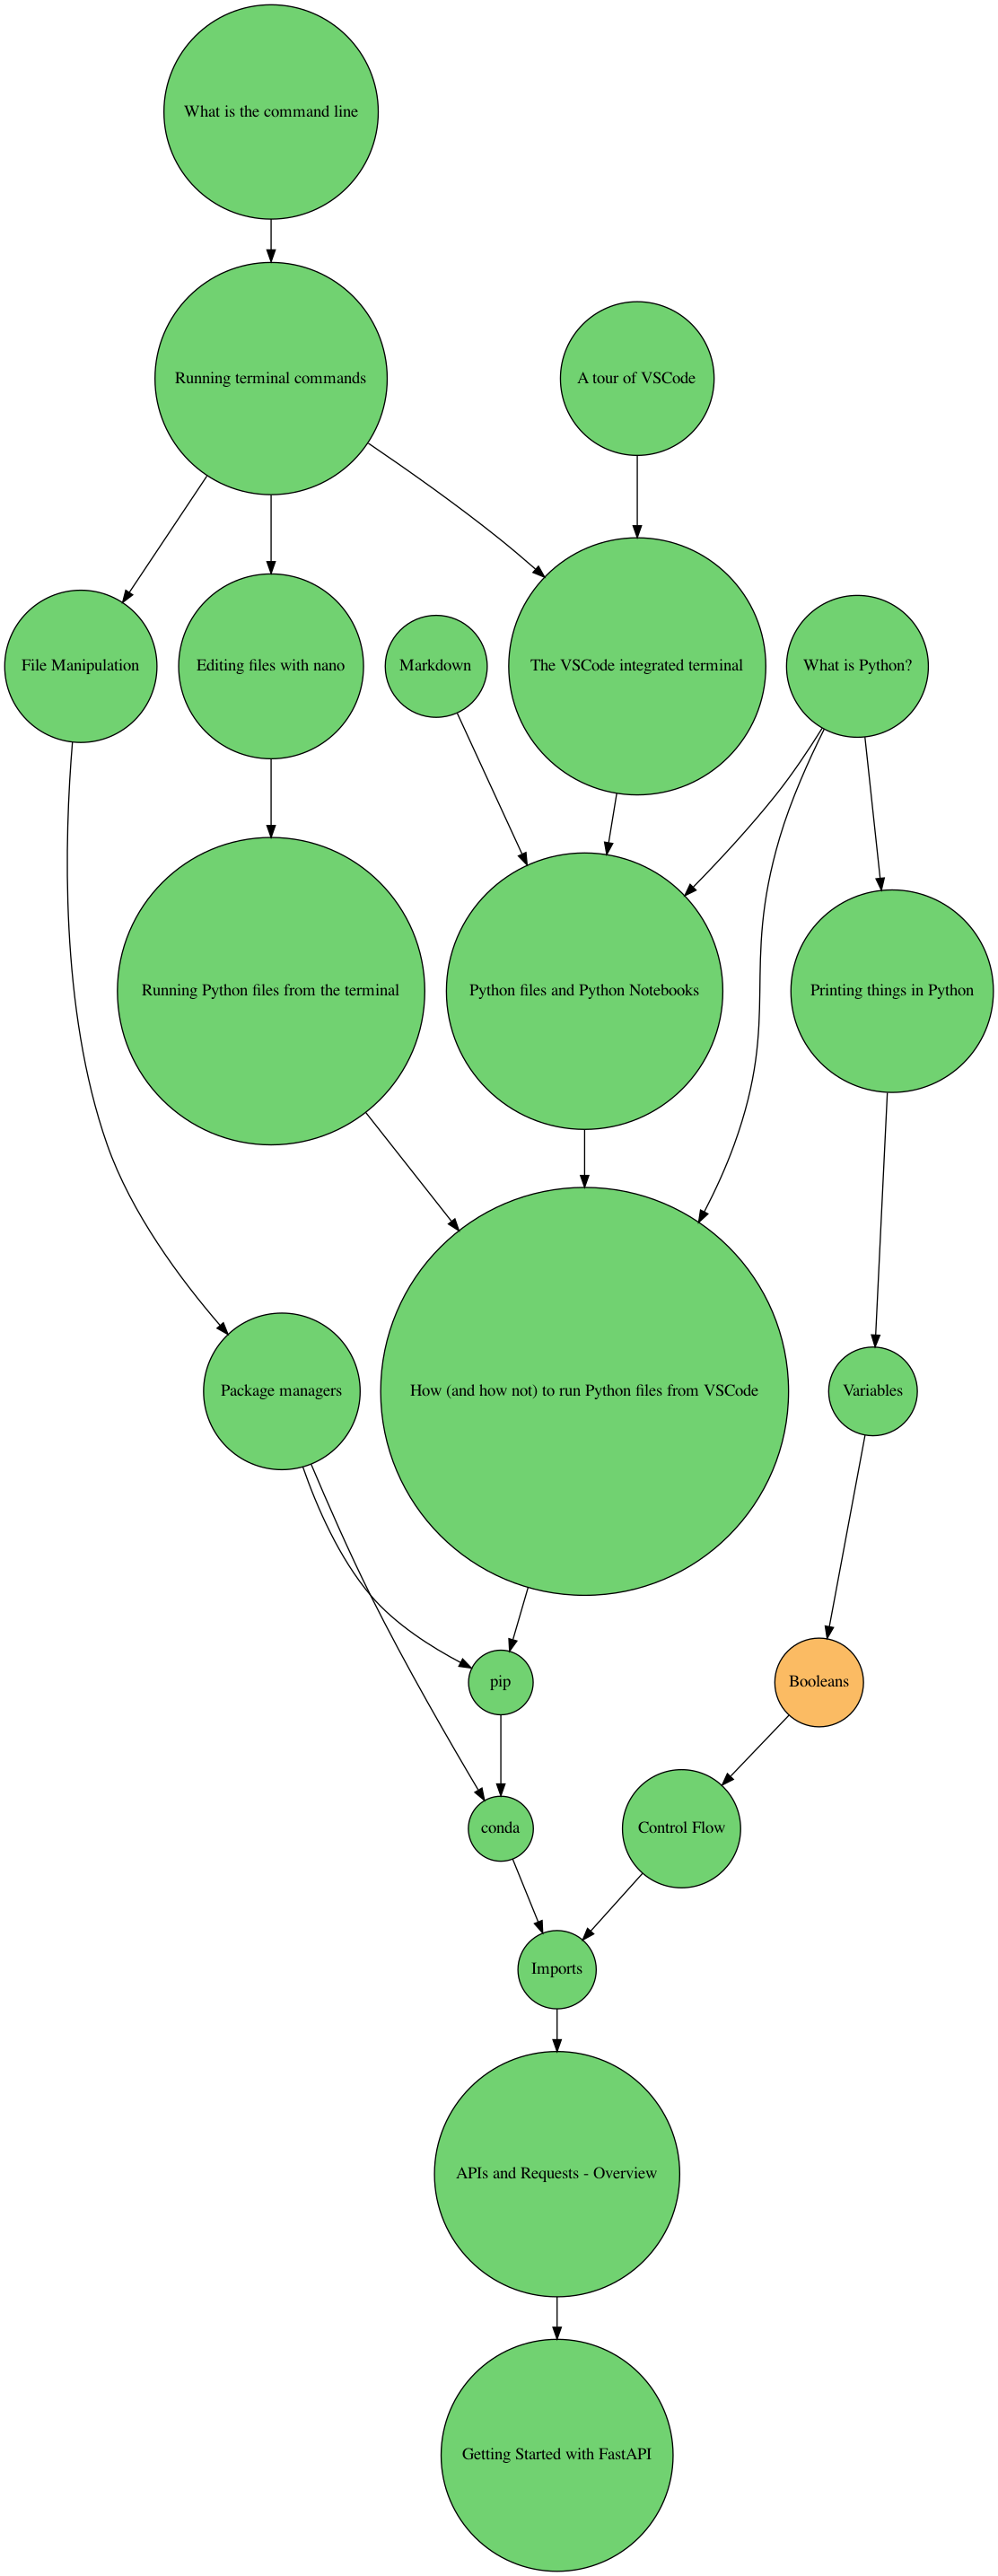 What is the command line
Running terminal commands
A tour of VSCode
File Manipulation
Editing files with nano
Markdown
The VSCode integrated terminal
What is Python?
Running Python files from the terminal
Python files and Python Notebooks
Printing things in Python
Package managers
How (and how not) to run Python files from VSCode
Variables
pip
Booleans
conda
Control Flow
Imports
APIs and Requests - Overview
Getting Started with FastAPI